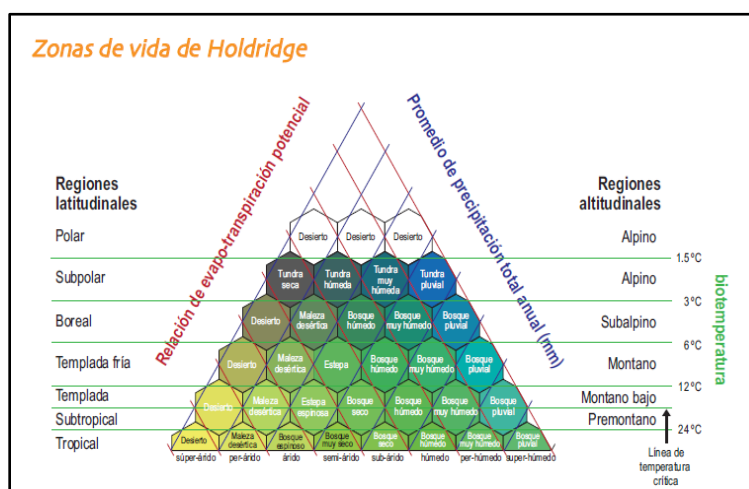 Zonas de vida de Holdridge
Relación de evapo-transpiración potencial
Promedio de precipitación total anual (mm)
Regiones
latitudinales
Regiones
altitudinales
Polar
Desierto
Desierto
Desierto
Alpino
1.5°C
Subpolar
Tundra
seca
Tundra
húmeda
Tundra
muy
húmeda
Tundra
pluvial
Alpino
3°C
Boreal
Desierto
Maleza
desértica
Bosque
húmedo
Bosque
muy húmedo
Bosque
pluvial
Subalpino
6°C
Templada fría
Desierto
Maleza
desértica
Estepa
Bosque
húmedo
Bosque
muy húmedo
Bosque
pluvial
Montano
12°C
Templada
Subtropical
Desierto
Maleza
desértica
Estepa
espinosa
Bosque
seco
Bosque
húmedo
Bosque
muy húmedo
Bosque
pluvial
Montano bajo
Premontano
24°C
Tropical
Desierto
Maleza
desértica
Bosque
espinoso
Bosque
muy seco
Bosque
seco
Bosque
húmedo
Bosque
muy húmedo
Bosque
pluvial
súper-árido
per-árido
árido
semi-árido
sub-árido
húmedo
per-húmedo
super-húmedo
biotemperatura
Línea de
temperatura
crítica